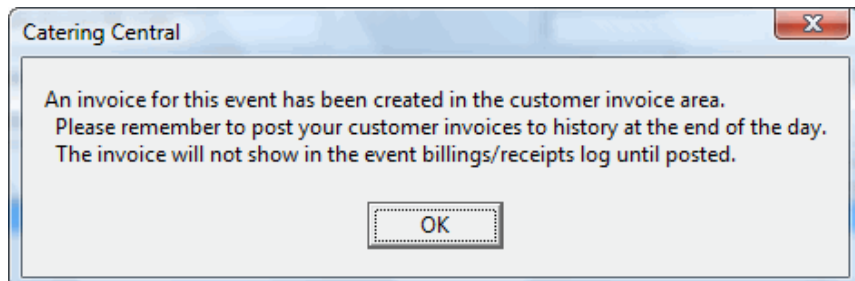 Catering Central
An invoice for this event has been created in the customer invoice area.
Please remember to post your customer invoices to history at the end of the day.
The invoice will not show in the event billings/receipts log until posted.
OK